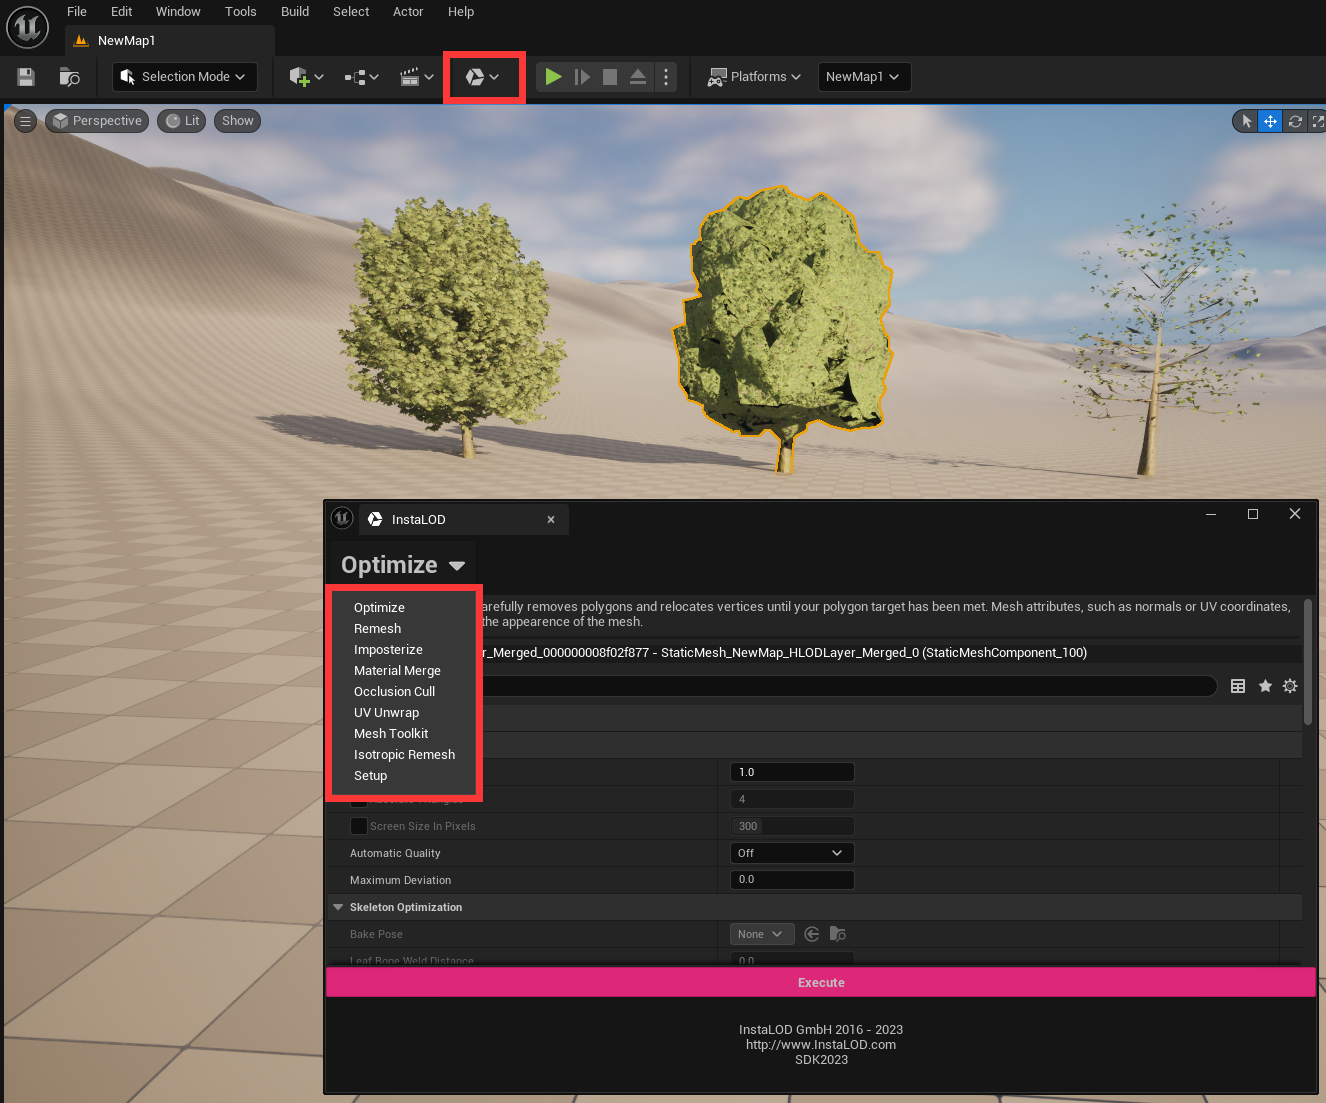 File Edit Window Tools Build Select Actor Help
NewMap1
Selection Mode
Platforms
NewMap1
Perspective
Lit
Show
InstaLOD
Optimize
Optimize
Remesh
Imposterize
Material Merge
Occlusion Cull
UV Unwrap
Mesh Toolkit
Isotropic Remesh
Setup
arefully removes polygons and relocates vertices until your polygon target has been met. Mesh attributes, such as normals or UV coordinates,
the appearence of the mesh.
r_Merged_000000008f02f877 - StaticMesh_NewMap_HLODLayer_Merged_0 (StaticMeshComponent_100)
1.0
4
Screen Size In Pixels 300
Automatic Quality Off
Maximum Deviation 0.0
Skeleton Optimization
Bake Pose None
Leaf Bone Weld Distance 0.0
Execute
InstaLOD GmbH 2016 - 2023
http://www.InstaLOD.com
SDK2023